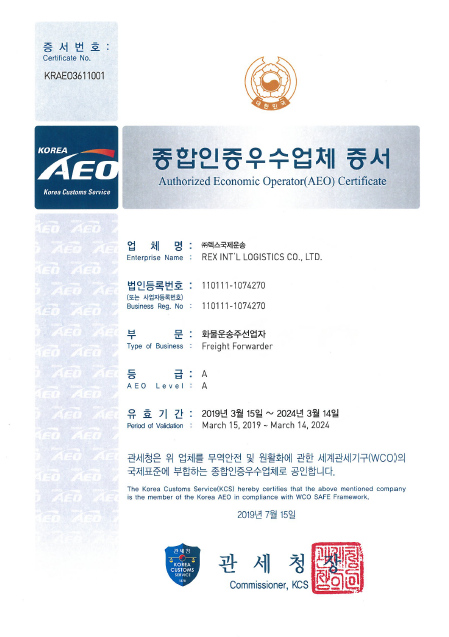 증 서 번 호 :
Certificate No.
KRAEO3611001
대한민국
KOREA
AEO
Korea Customs Service
종합인증우수업체 증서
Authorized Economic Operator(AEO) Certificate
업 체 명 : ㈜렉스국제운송
Enterprise Name : REX INT'L LOGISTICS CO., LTD.
법인등록번호 : 110111-1074270
(또는 사업자등록번호)
Business Reg. No : 110111-1074270
부 문 : 화물운송주선업자
Type of Business : Freight Forwarder
등 급 : A
AEO Level : A
유 효 기 간 : 2019년 3월 15일 ~ 2024년 3월 14일
Period of Validation : March 15, 2019 - March 14, 2024
관세청은 위 업체를 무역안전 및 원활화에 관한 세계관세기구(WCO)의
국제표준에 부합하는 종합인증우수업체로 공인합니다.
The Korea Customs Service(KCS) hereby certifies that the above mentioned company
is the member of the Korea AEO in compliance with WCO SAFE Framework.
2019년 7월 15일
관세청
KOREA
CUSTOMS
SERVICE
관 세 청 장
Commissioner, KCS